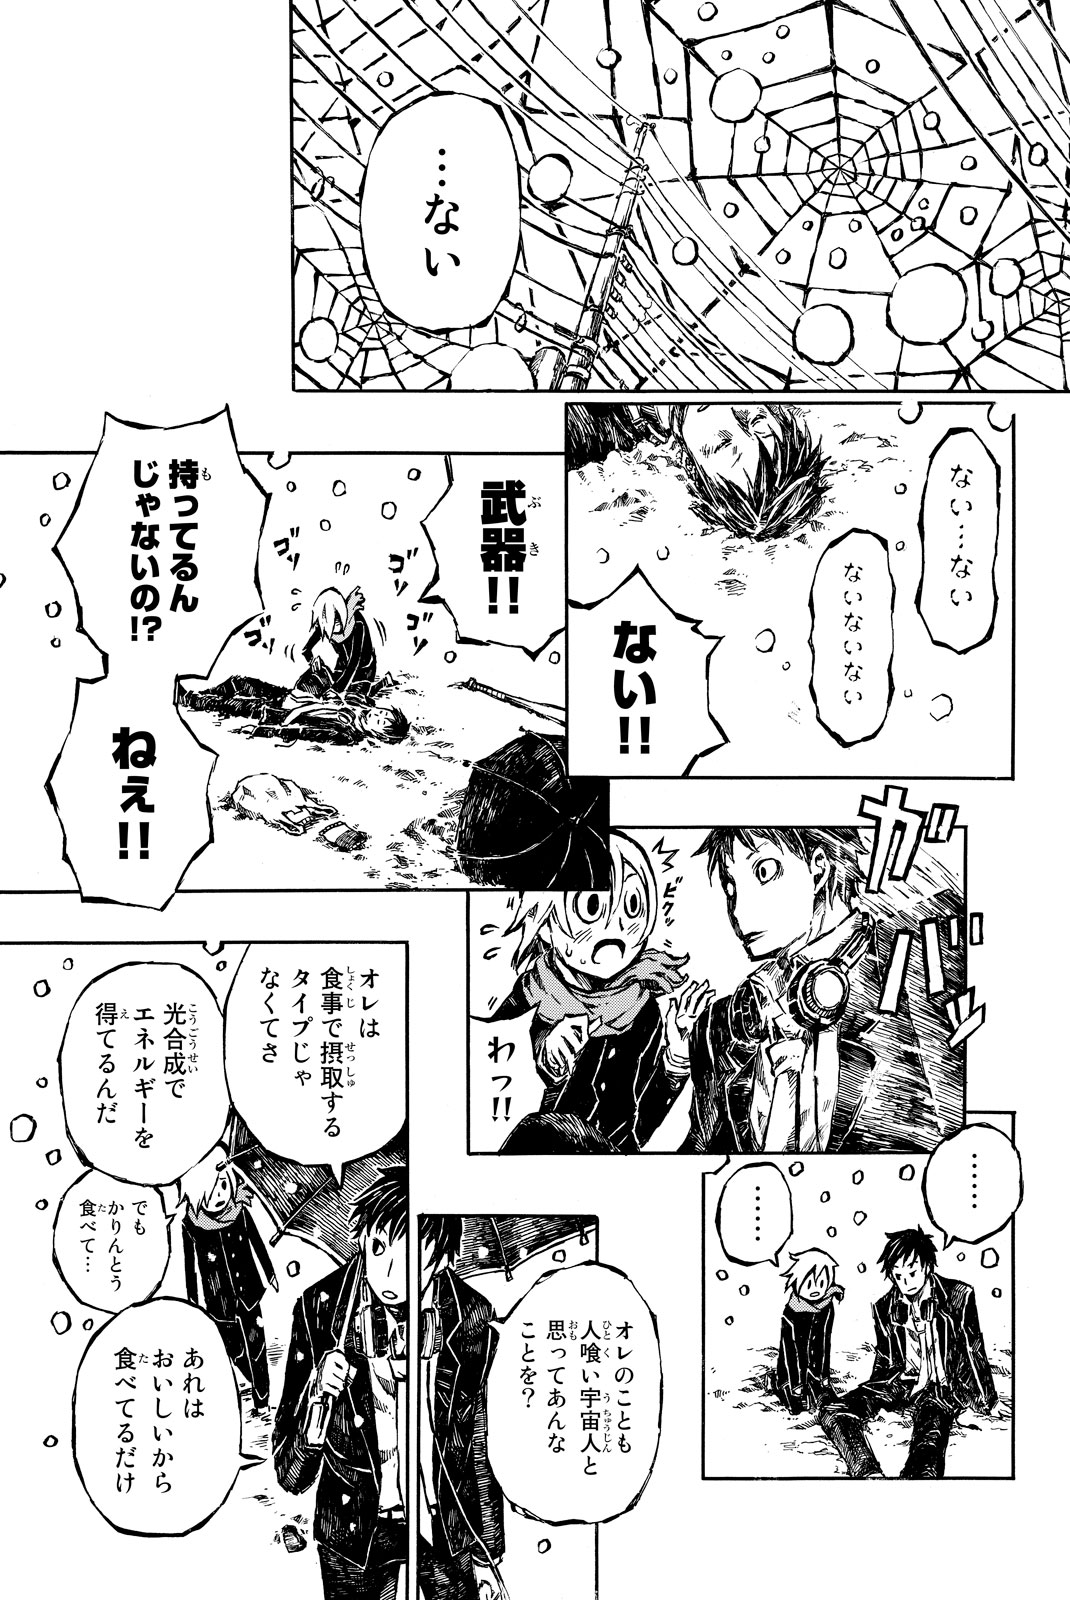 …ない
ない…ない
ないないない
ない!!
武器!!
持ってるん
じゃないの!?
ねぇ!!
ゴソ
ゴソ
ゴソ
ゴソ
ガバッ
ビクッ
わっ!!
……
……
オレのことも
人喰い宇宙人と
思ってあんな
ことを?
オレは
食事で摂取する
タイプじゃ
なくてさ
光合成で
エネルギーを
得てるんだ
でも
かりんとう
食べて…
あれは
おいしいから
食べてるだけ